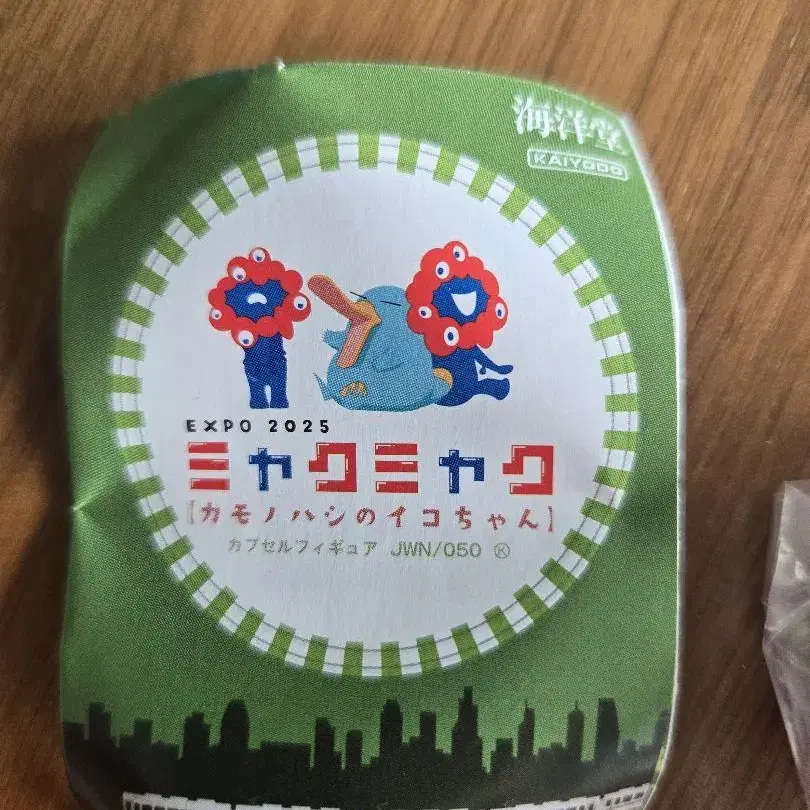 海洋堂
KAIYODO
EXPO 2025
ミャクミャク
【カモノハシのイコちゃん】
カプセルフィギュア JWN/050 Ⓚ